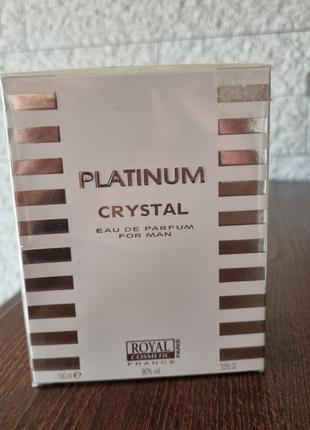 PLATINUM
CRYSTAL
EAU DE PARFUM
FOR MAN
ROYAL
COSMETIC
PARIS
FRANCE
100 ml e 80% vol. 3.3 fl.oz